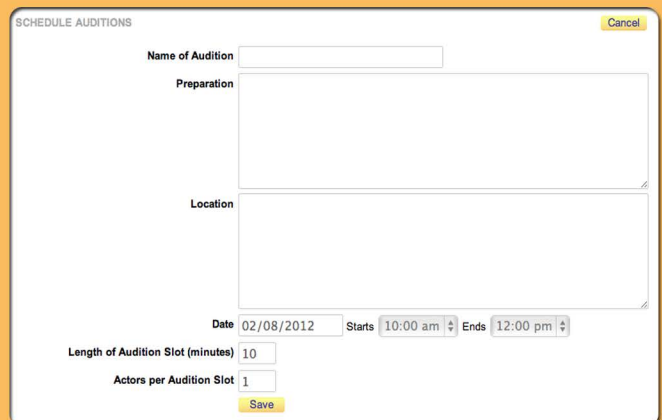 SCHEDULE AUDITIONS Cancel
Name of Audition
Preparation
Location
Date 02/08/2012 Starts 10:00 am Ends 12:00 pm
Length of Audition Slot (minutes) 10
Actors per Audition Slot 1
Save